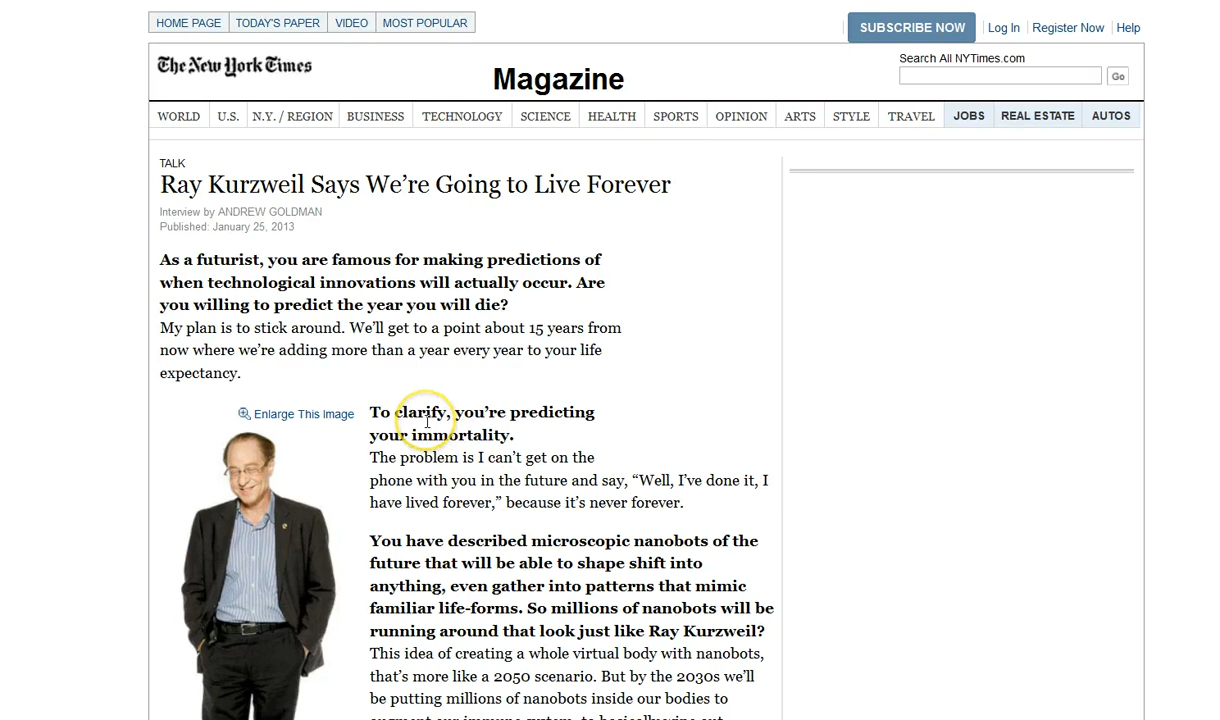 HOME PAGE TODAY'S PAPER VIDEO MOST POPULAR
SUBSCRIBE NOW Log In Register Now Help
The New York Times
Magazine
Search All NYTimes.com
Go
WORLD U.S. N.Y. / REGION BUSINESS TECHNOLOGY SCIENCE HEALTH SPORTS OPINION ARTS STYLE TRAVEL JOBS REAL ESTATE AUTOS
TALK
Ray Kurzweil Says We’re Going to Live Forever
Interview by ANDREW GOLDMAN
Published: January 25, 2013
As a futurist, you are famous for making predictions of
when technological innovations will actually occur. Are
you willing to predict the year you will die?
My plan is to stick around. We’ll get to a point about 15 years from
now where we’re adding more than a year every year to your life
expectancy.
Enlarge This Image
To clarify, you’re predicting
your immortality.
The problem is I can’t get on the
phone with you in the future and say, “Well, I’ve done it, I
have lived forever,” because it’s never forever.
You have described microscopic nanobots of the
future that will be able to shape shift into
anything, even gather into patterns that mimic
familiar life-forms. So millions of nanobots will be
running around that look just like Ray Kurzweil?
This idea of creating a whole virtual body with nanobots,
that’s more like a 2050 scenario. But by the 2030s we’ll
be putting millions of nanobots inside our bodies to